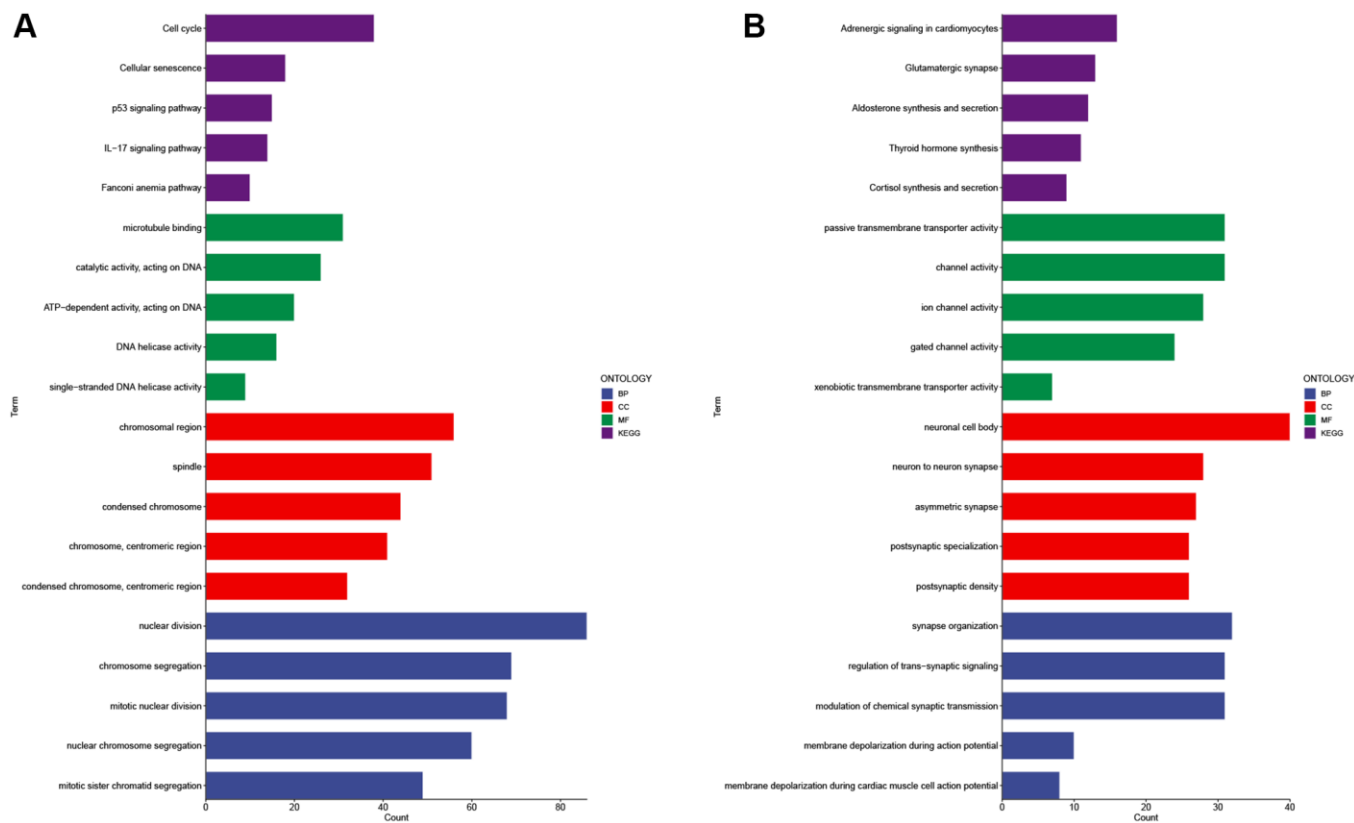 A
Cell cycle
Cellular senescence
p53 signaling pathway
IL−17 signaling pathway
Fanconi anemia pathway
microtubule binding
catalytic activity, acting on DNA
ATP−dependent activity, acting on DNA
DNA helicase activity
single−stranded DNA helicase activity
chromosomal region
spindle
condensed chromosome
chromosome, centromeric region
condensed chromosome, centromeric region
nuclear division
chromosome segregation
mitotic nuclear division
nuclear chromosome segregation
mitotic sister chromatid segregation
Term
0 20 40 60 80
Count
ONTOLOGY
BP
CC
MF
KEGG
B
Adrenergic signaling in cardiomyocytes
Glutamatergic synapse
Aldosterone synthesis and secretion
Thyroid hormone synthesis
Cortisol synthesis and secretion
passive transmembrane transporter activity
channel activity
ion channel activity
gated channel activity
xenobiotic transmembrane transporter activity
neuronal cell body
neuron to neuron synapse
asymmetric synapse
postsynaptic specialization
postsynaptic density
synapse organization
regulation of trans−synaptic signaling
modulation of chemical synaptic transmission
membrane depolarization during action potential
membrane depolarization during cardiac muscle cell action potential
Term
0 10 20 30 40
Count
ONTOLOGY
BP
CC
MF
KEGG